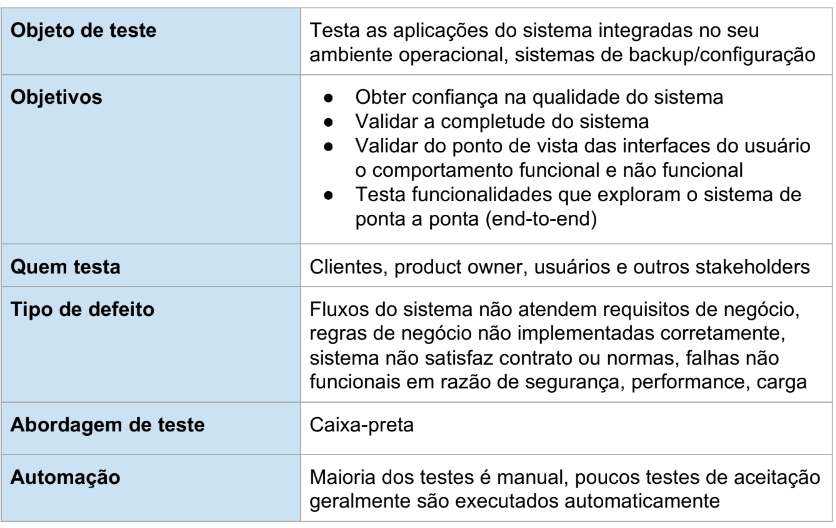 Objeto de teste
Testa as aplicações do sistema integradas no seu
ambiente operacional, sistemas de backup/configuração
Objetivos
● Obter confiança na qualidade do sistema
● Validar a completude do sistema
● Validar do ponto de vista das interfaces do usuário
o comportamento funcional e não funcional
● Testa funcionalidades que exploram o sistema de
ponta a ponta (end-to-end)
Quem testa
Clientes, product owner, usuários e outros stakeholders
Tipo de defeito
Fluxos do sistema não atendem requisitos de negócio,
regras de negócio não implementadas corretamente,
sistema não satisfaz contrato ou normas, falhas não
funcionais em razão de segurança, performance, carga
Abordagem de teste
Caixa-preta
Automação
Maioria dos testes é manual, poucos testes de aceitação
geralmente são executados automaticamente